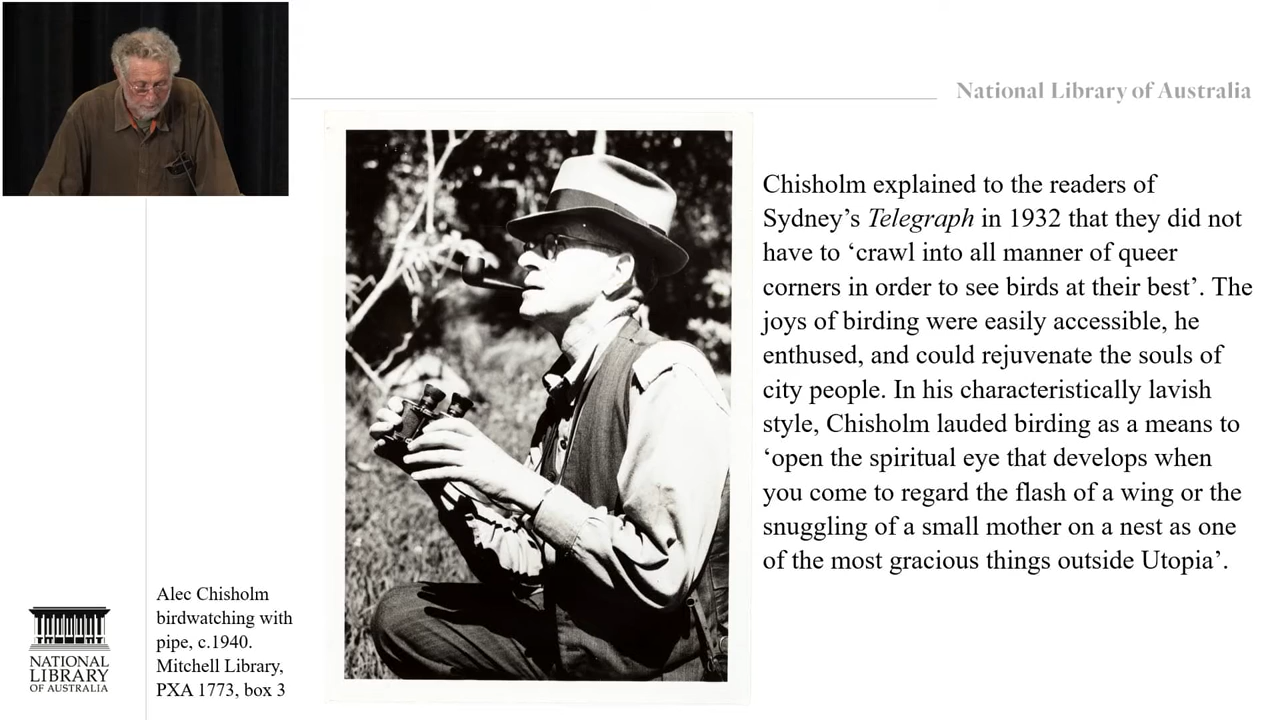 National Library of Australia
Chisholm explained to the readers of
Sydney’s Telegraph in 1932 that they did not
have to ‘crawl into all manner of queer
corners in order to see birds at their best’. The
joys of birding were easily accessible, he
enthused, and could rejuvenate the souls of
city people. In his characteristically lavish
style, Chisholm lauded birding as a means to
‘open the spiritual eye that develops when
you come to regard the flash of a wing or the
snuggling of a small mother on a nest as one
of the most gracious things outside Utopia’.
Alec Chisholm
birdwatching with
pipe, c.1940.
Mitchell Library,
PXA 1773, box 3
NATIONAL
LIBRARY
OF AUSTRALIA